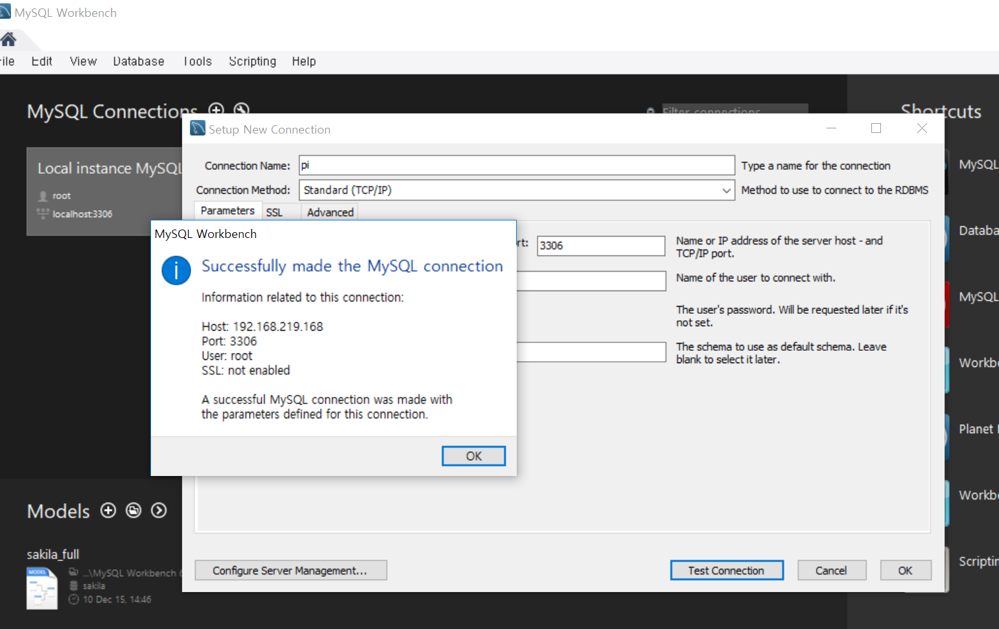 MySQL Workbench
File Edit View Database Tools Scripting Help
MySQL Connections
Filter connections
Shortcuts
Local instance MySQL
root
localhost:3306
Setup New Connection
Connection Name: pi Type a name for the connection
Connection Method: Standard (TCP/IP) Method to use to connect to the RDBMS
Parameters SSL Advanced
rt: 3306 Name or IP address of the server host - and
TCP/IP port.
Name of the user to connect with.
The user's password. Will be requested later if it's
not set.
The schema to use as default schema. Leave
blank to select it later.
MySQL Workbench
Successfully made the MySQL connection
Information related to this connection:
Host: 192.168.219.168
Port: 3306
User: root
SSL: not enabled
A successful MySQL connection was made with
the parameters defined for this connection.
OK
Configure Server Management...
Test Connection Cancel OK
MySQL
Databa
MySQL
Workbe
Planet
Workbe
Scriptin
Models
sakila_full
MODEL
...\MySQL Workbench 6
sakila
10 Dec 15, 14:46